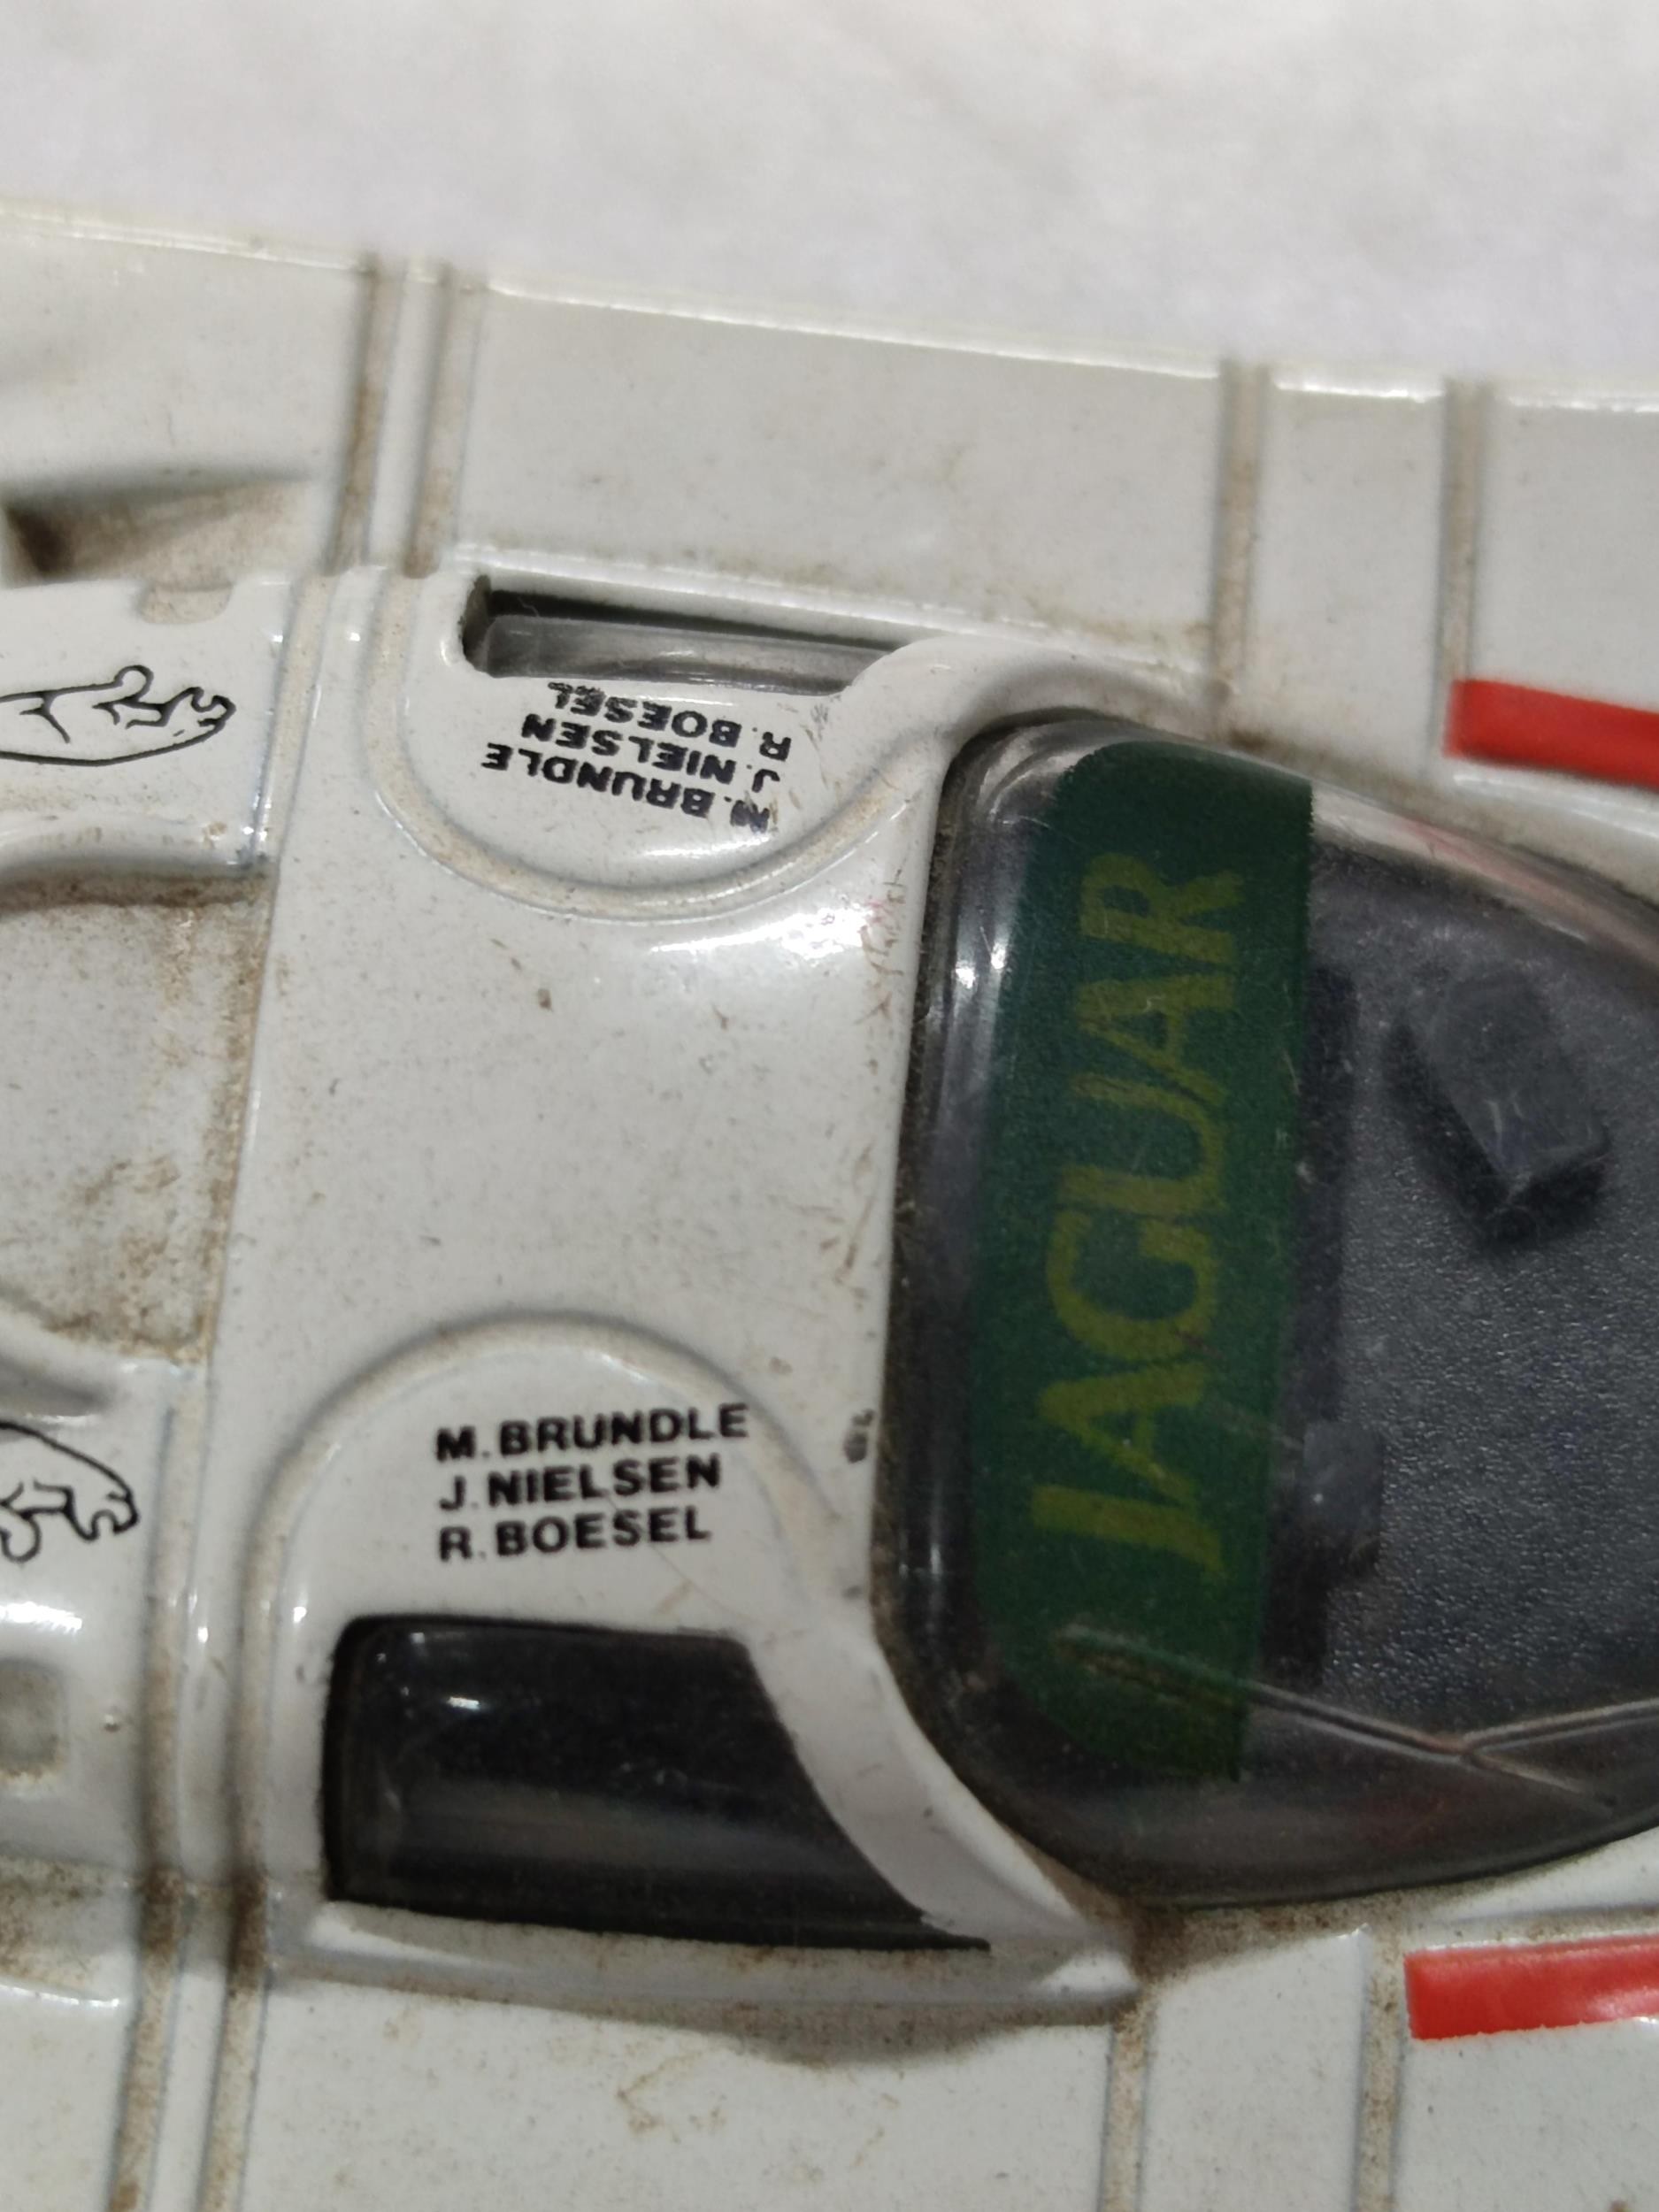 M. BRUNDLE
J. NIELSEN
R. BOESEL
JAGUAR
M. BRUNDLE
J. NIELSEN
R. BOESEL